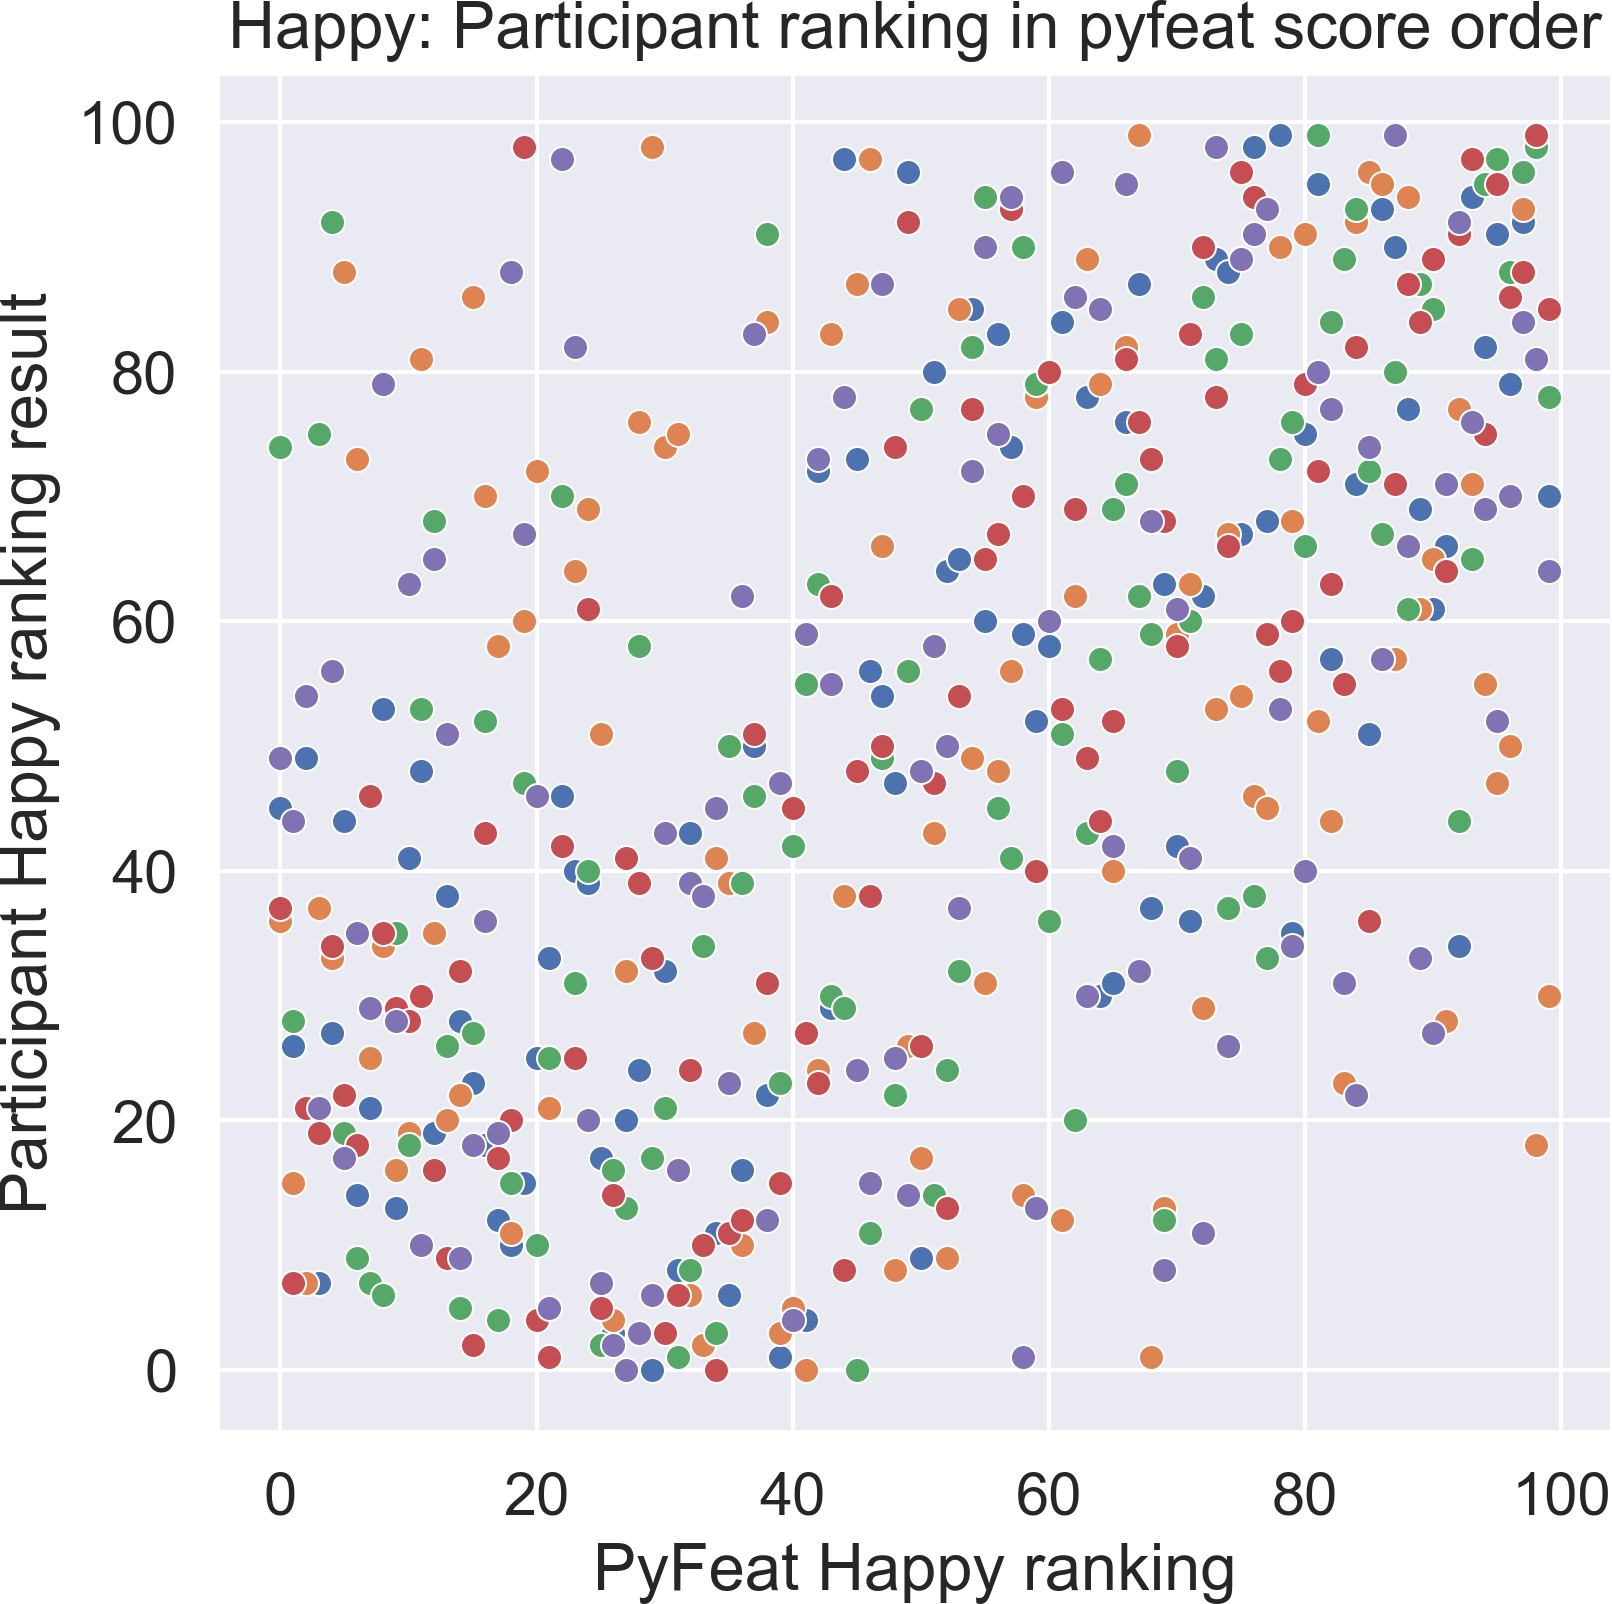 Happy: Participant ranking in pyfeat score order
Participant Happy ranking result
100
80
60
40
20
0
0 20 40 60 80 100
PyFeat Happy ranking